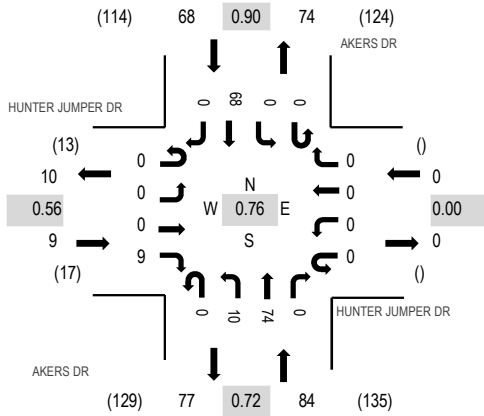 (114) 68 0.90 74 (124)
AKERS DR
HUNTER JUMPER DR
0 68 0 0
(13) ()
10 0 0 0
0 0
N
0.56 W 0.76 E 0.00
S
9 0 0 0
(17) 9 0 ()
0 10 74 0
HUNTER JUMPER DR
AKERS DR
(129) 77 0.72 84 (135)